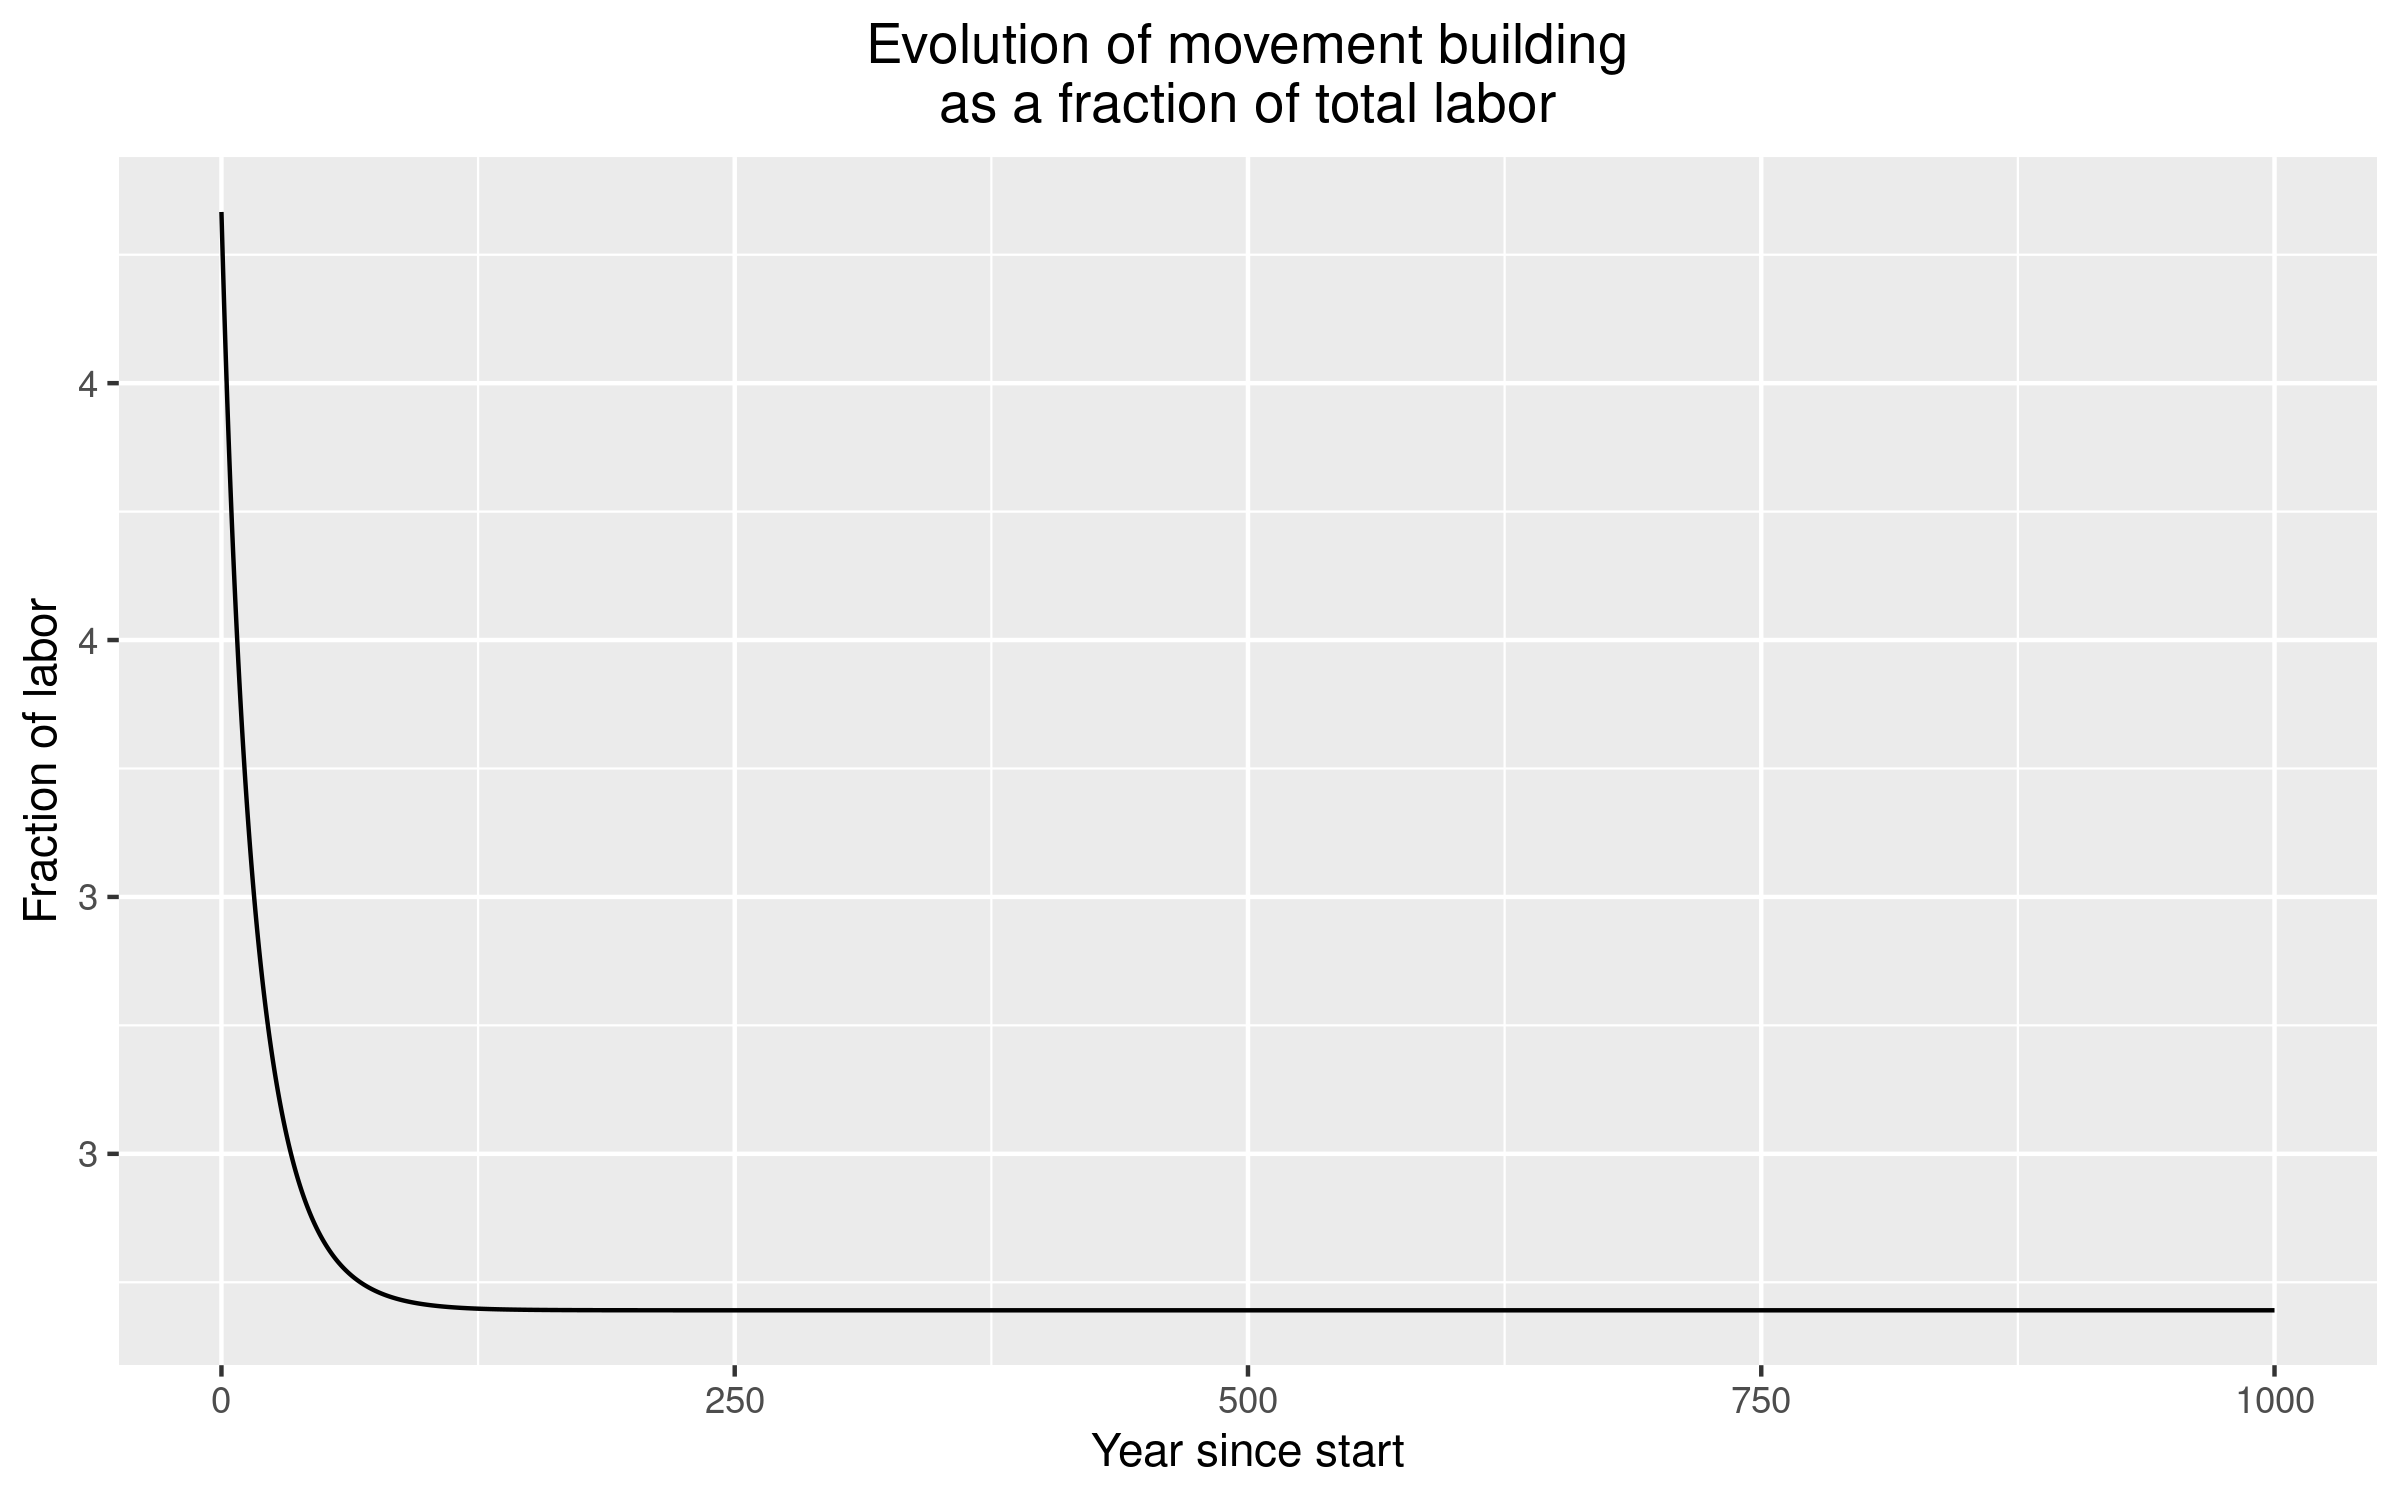 Evolution of movement building
as a fraction of total labor
Fraction of labor
4
4
3
3
0 250 500 750 1000
Year since start